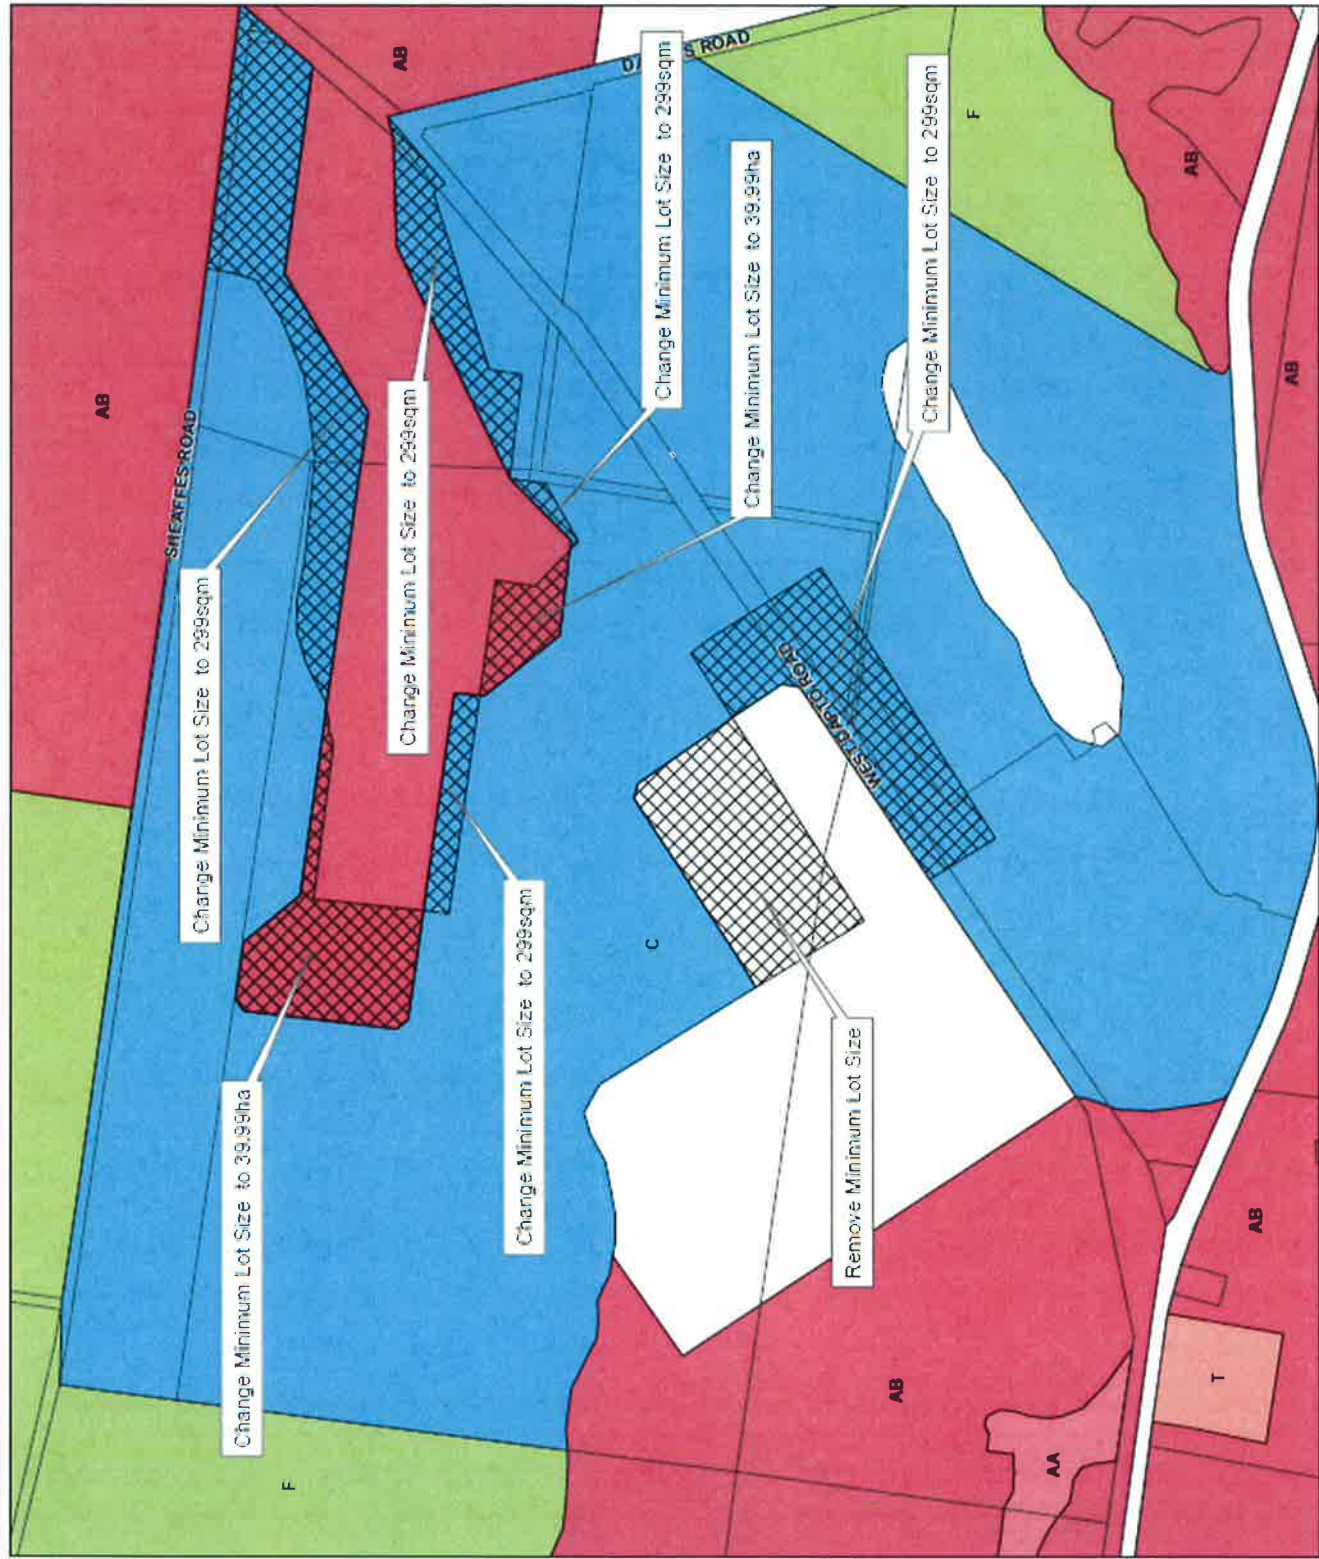 AB
SHEAFFES ROAD
Change Minimum Lot Size to 299sqm
Change Minimum Lot Size to 39.99ha
F
AB
Change Minimum Lot Size to 299sqm
Change Minimum Lot Size to 299sqm
C
Change Minimum Lot Size to 299sqm
ROAD
Change Minimum Lot Size to 39.99ha
WEST DAPTO ROAD
Remove Minimum Lot Size
AB
Change Minimum Lot Size to 299sqm
F
AA
AB
T
AB
AB